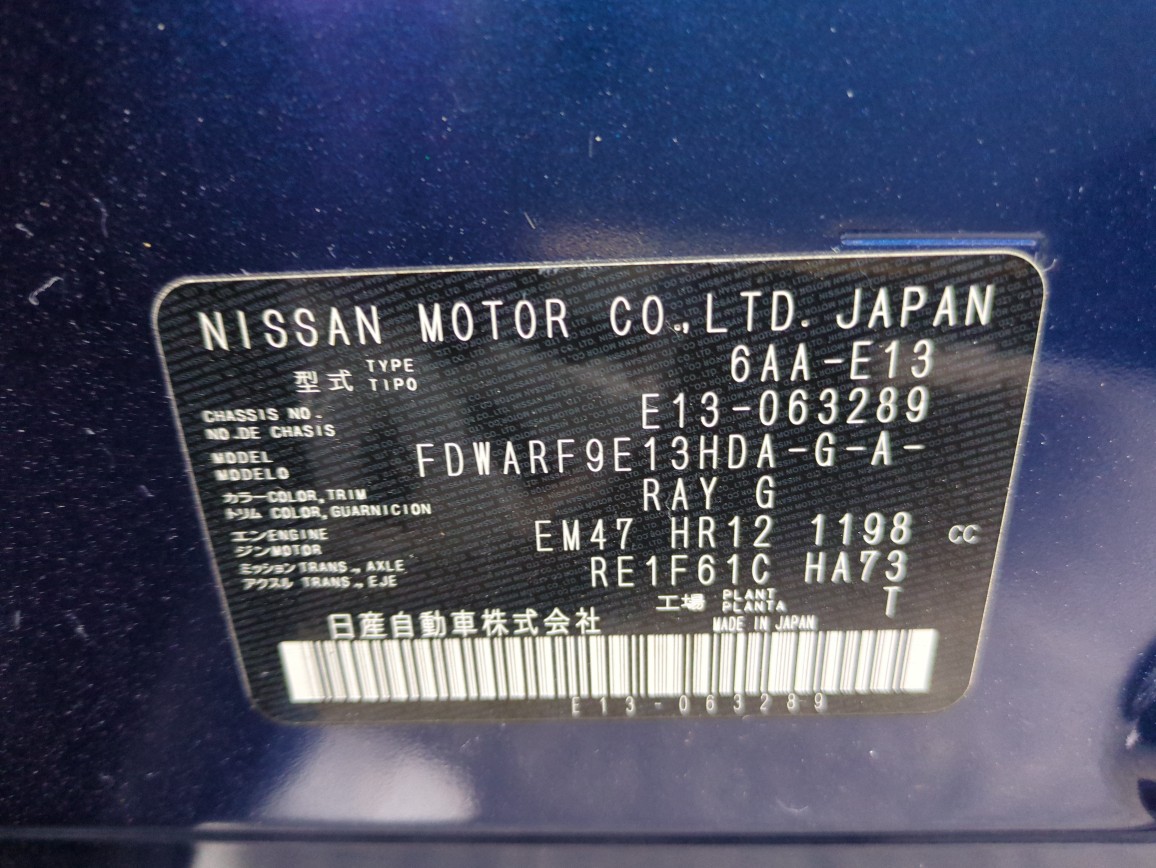 NISSAN MOTOR CO.,LTD. JAPAN
型式 TYPE TIPO 6AA-E13
CHASSIS NO. NO.DE CHASIS E13-063289
MODEL MODELO FDWARF9E13HDA-G-A-
カラー COLOR,TRIM トリム COLOR,GUARNICION RAY G
エンジン ENGINE MOTOR EM47 HR12 1198 CC
ミッション TRANS.,AXLE アクスル TRANS.,EJE RE1F61C HA73
工場 PLANT PLANTA T
日産自動車株式会社 MADE IN JAPAN
E13-063289